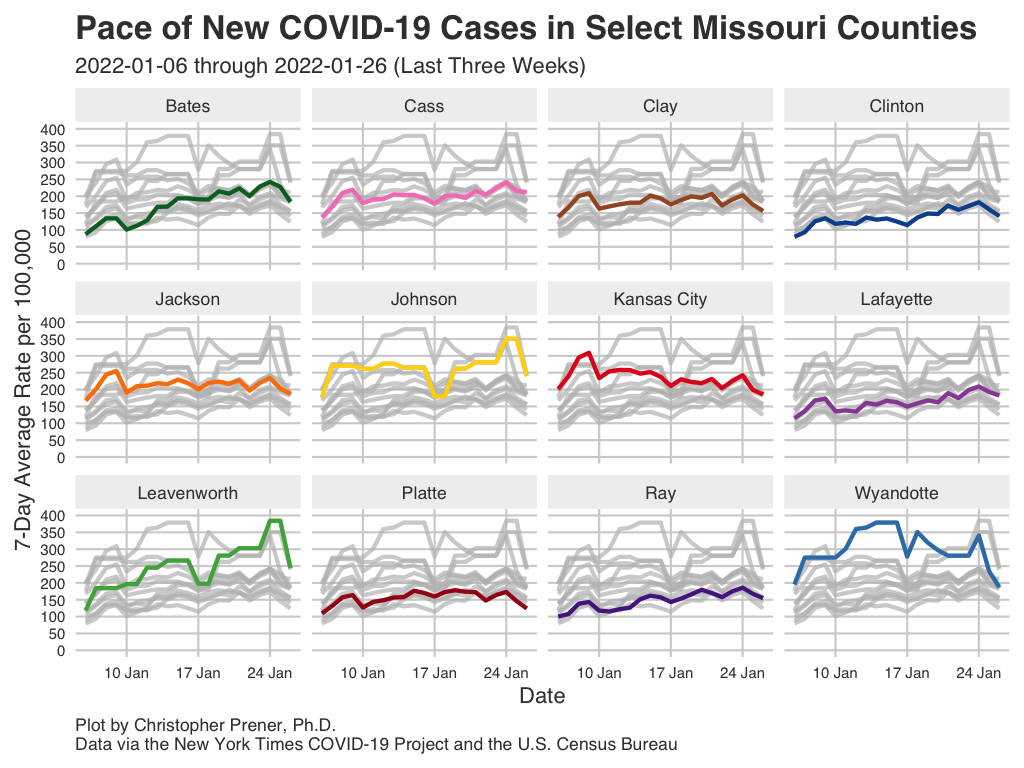 Pace of New COVID-19 Cases in Select Missouri Counties
2022-01-06 through 2022-01-26 (Last Three Weeks)
7-Day Average Rate per 100,000
Bates
Cass
Clay
Clinton
400
350
300
250
200
150
100
50
0
Jackson
Johnson
Kansas City
Lafayette
400
350
300
250
200
150
100
50
0
Leavenworth
Platte
Ray
Wyandotte
400
350
300
250
200
150
100
50
0
10 Jan 17 Jan 24 Jan
10 Jan 17 Jan 24 Jan
10 Jan 17 Jan 24 Jan
10 Jan 17 Jan 24 Jan
Date
Plot by Christopher Prener, Ph.D.
Data via the New York Times COVID-19 Project and the U.S. Census Bureau